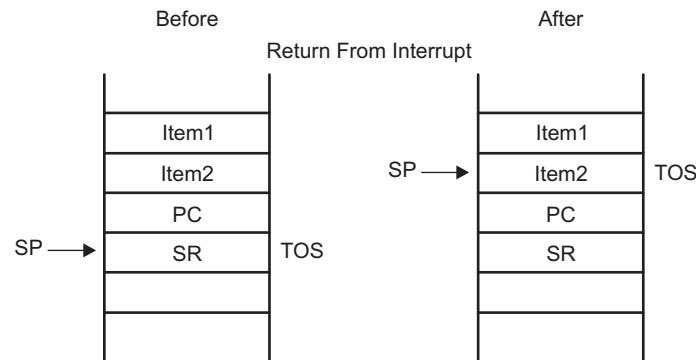 Before
After
Return From Interrupt
Item1
Item1
Item2
SP
Item2
TOS
PC
PC
SP
SR
TOS
SR